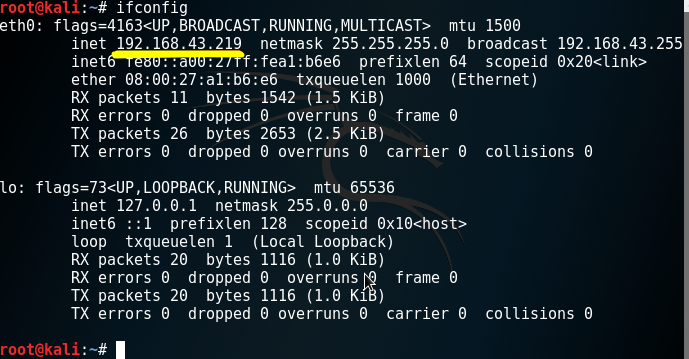 root@kali:~# ifconfig
eth0: flags=4163<UP,BROADCAST,RUNNING,MULTICAST>  mtu 1500
        inet 192.168.43.219  netmask 255.255.255.0  broadcast 192.168.43.255
        inet6 fe80::a00:27ff:fea1:b6e6  prefixlen 64  scopeid 0x20<link>
        ether 08:00:27:a1:b6:e6  txqueuelen 1000  (Ethernet)
        RX packets 11  bytes 1542 (1.5 KiB)
        RX errors 0  dropped 0  overruns 0  frame 0
        TX packets 26  bytes 2653 (2.5 KiB)
        TX errors 0  dropped 0 overruns 0  carrier 0  collisions 0

lo: flags=73<UP,LOOPBACK,RUNNING>  mtu 65536
        inet 127.0.0.1  netmask 255.0.0.0
        inet6 ::1  prefixlen 128  scopeid 0x10<host>
        loop  txqueuelen 1  (Local Loopback)
        RX packets 20  bytes 1116 (1.0 KiB)
        RX errors 0  dropped 0  overruns 0  frame 0
        TX packets 20  bytes 1116 (1.0 KiB)
        TX errors 0  dropped 0 overruns 0  carrier 0  collisions 0

root@kali:~#